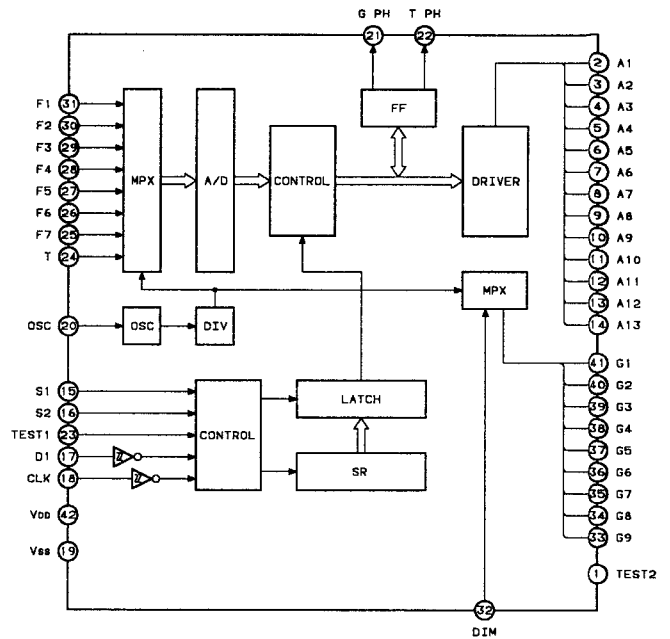 G PH T PH
21 22
F1 31
F2 30
F3 29
F4 28
F5 27
F6 26
F7 25
T 24
MPX
A/D
CONTROL
FF
DRIVER
2 A1
3 A2
4 A3
5 A4
6 A5
7 A6
8 A7
9 A8
10 A9
11 A10
12 A11
13 A12
14 A13
OSC 20
OSC
DIV
MPX
41 G1
40 G2
39 G3
38 G4
37 G5
36 G6
35 G7
34 G8
33 G9
S1 15
S2 16
TEST1 23
D1 17
CLK 18
CONTROL
LATCH
SR
VDD 42
VSS 19
1 TEST2
32
DIM